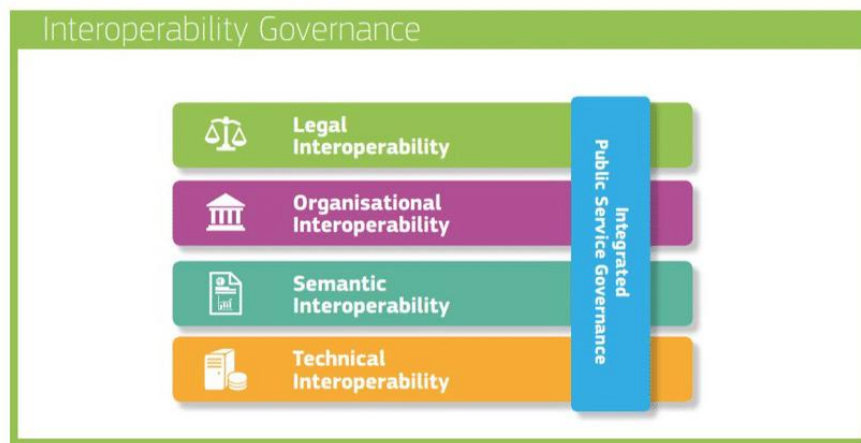 Interoperability Governance
Legal
Interoperability
Organisational
Interoperability
Semantic
Interoperability
Technical
Interoperability
Integrated
Public Service Governance